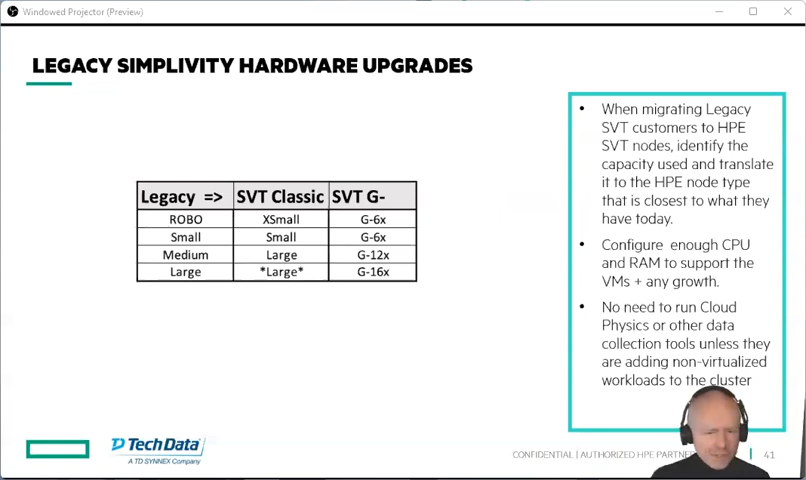 Windowed Projector (Preview)
LEGACY SIMPLIVITY HARDWARE UPGRADES
Legacy => SVT Classic SVT G-
ROBO XSmall G-6x
Small Small G-6x
Medium Large G-12x
Large *Large* G-16x
• When migrating Legacy
SVT customers to HPE
SVT nodes, identify the
capacity used and translate
it to the HPE node type
that is closest to what they
have today.
• Configure enough CPU
and RAM to support the
VMs + any growth.
• No need to run Cloud
Physics or other data
collection tools unless they
are adding non-virtualized
workloads to the cluster
TechData
A TD SYNNEX Company
CONFIDENTIAL | AUTHORIZED HPE PARTNER
41